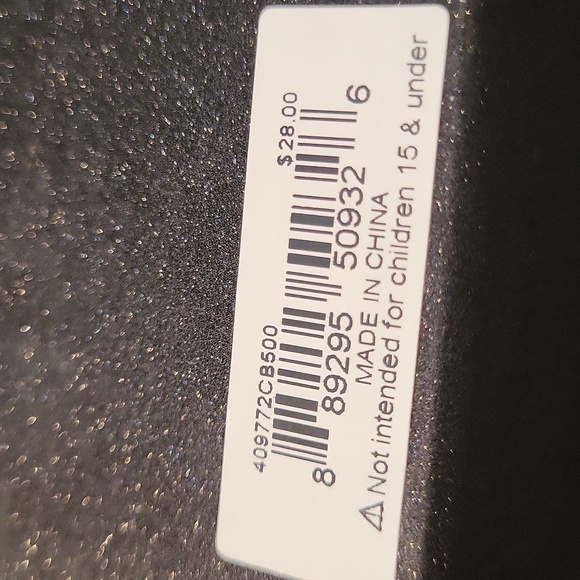 409772CB500 $28.00
8 89295 50932 6
MADE IN CHINA
⚠Not intended for children 15 & under